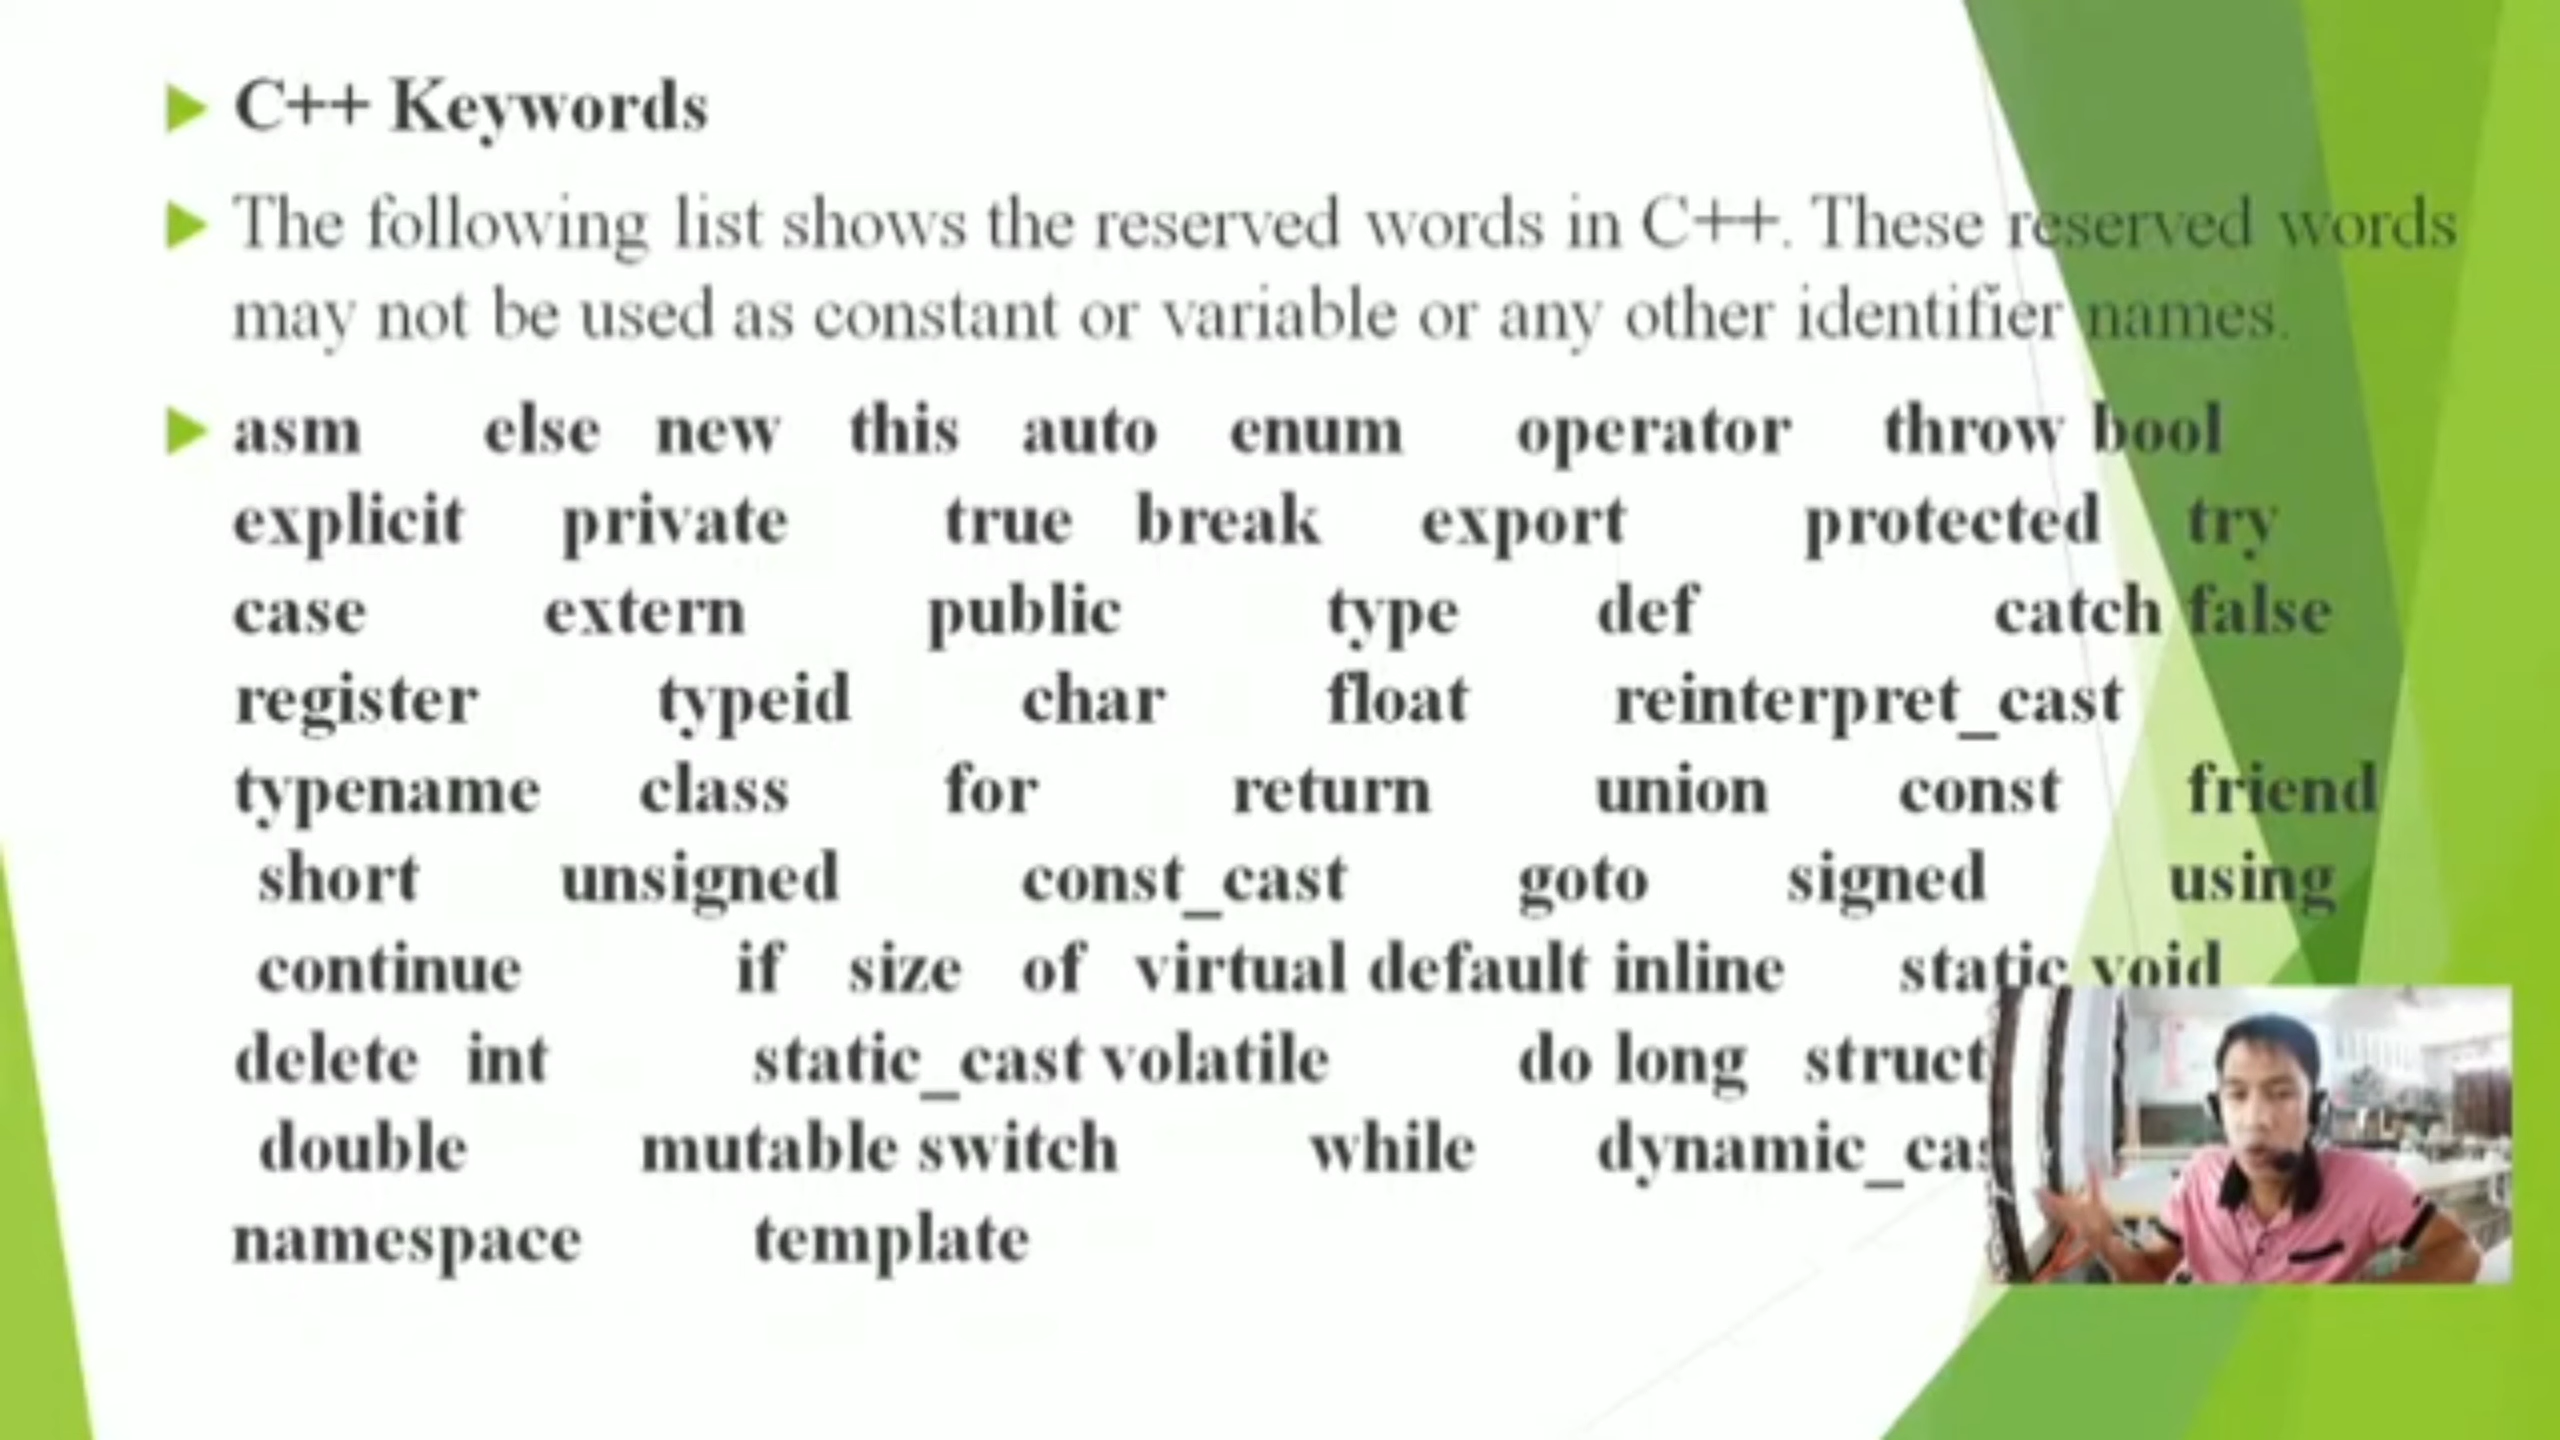 C++ Keywords
The following list shows the reserved words in C++. These reserved words
may not be used as constant or variable or any other identifier names.
asm else new this auto enum operator throw bool
explicit private true break export protected try
case extern public type def catch false
register typeid char float reinterpret_cast
typename class for return union const friend
short unsigned const_cast goto signed using
continue if size of virtual default inline static void
delete int static_cast volatile do long struct
double mutable switch while
namespace template